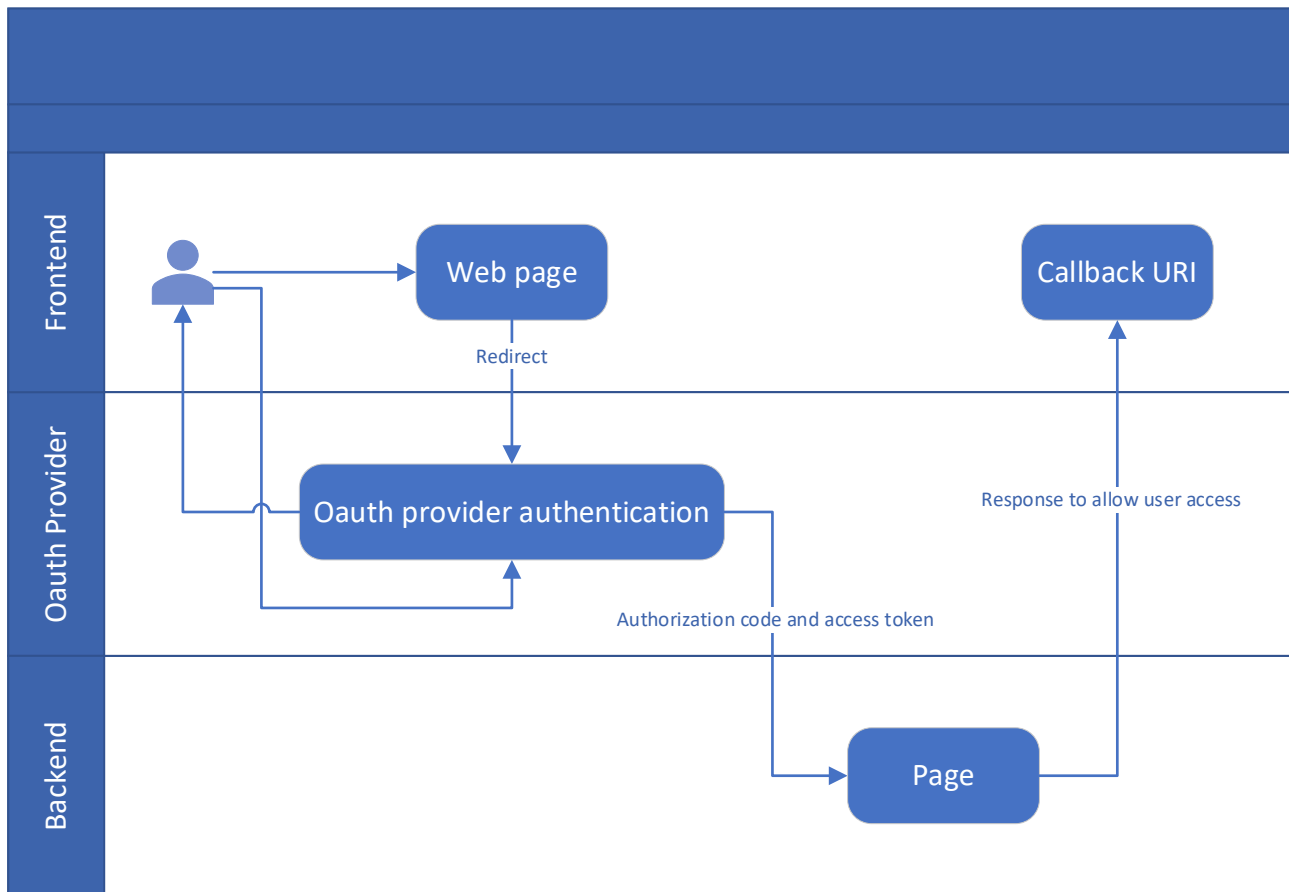 Frontend
Web page
Callback URI
Redirect
Oauth Provider
Oauth provider authentication
Response to allow user access
Authorization code and access token
Backend
Page